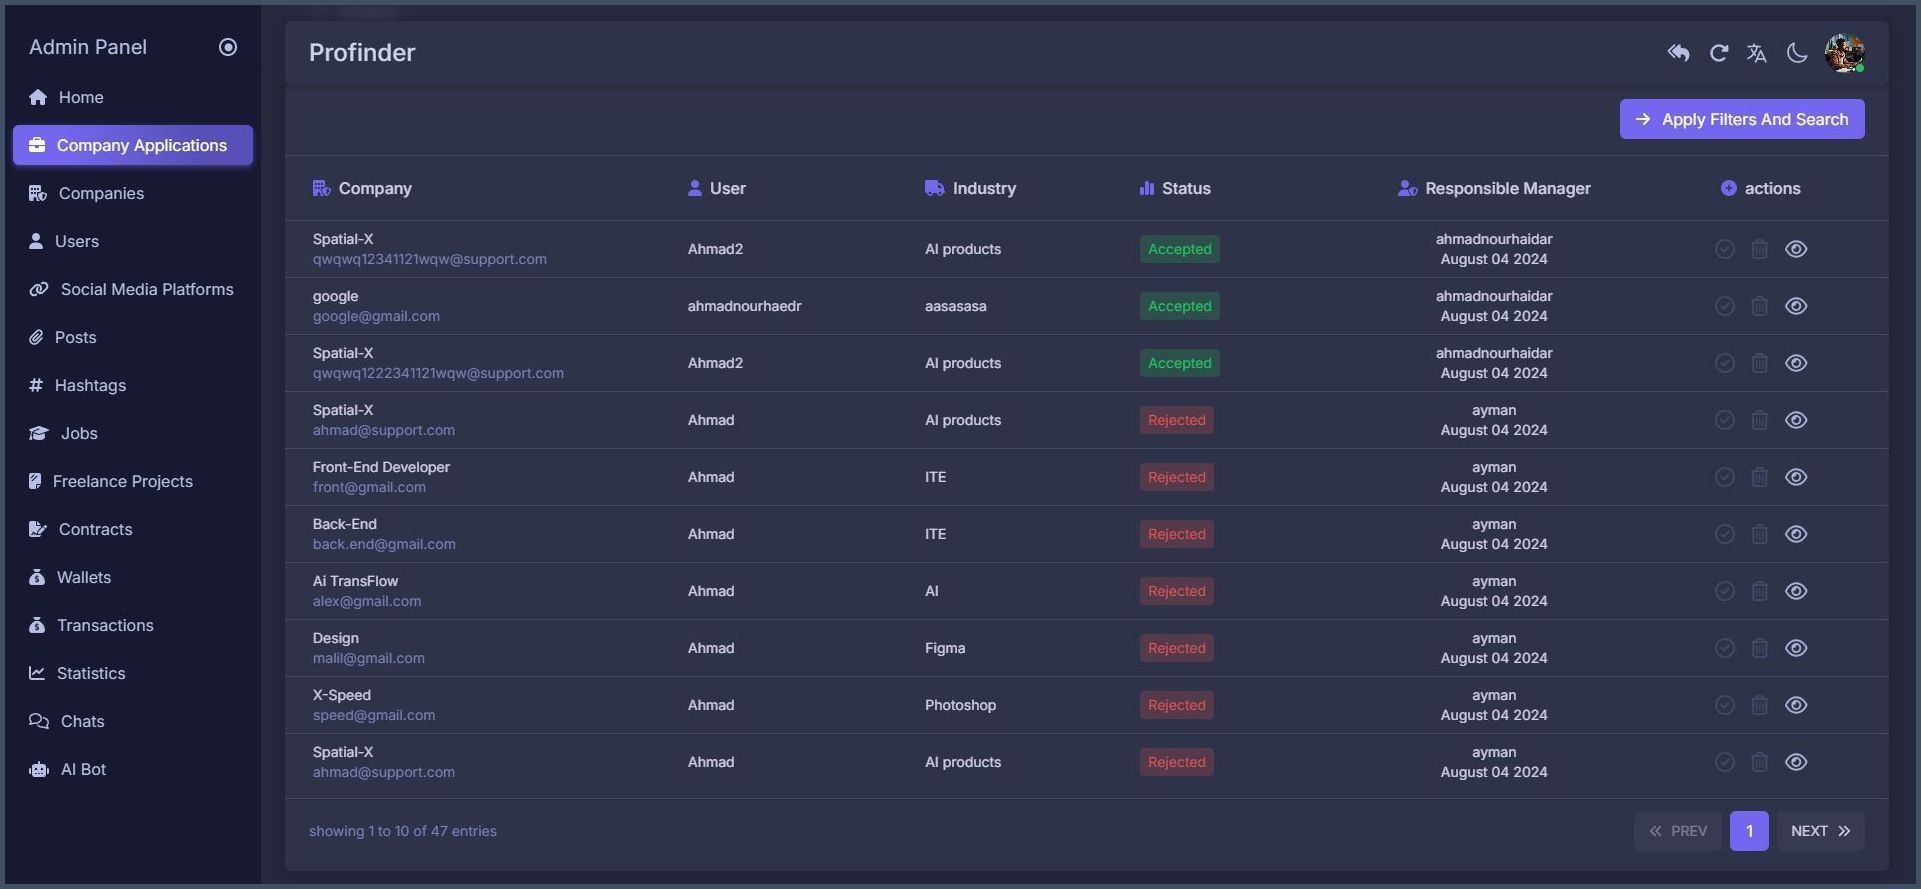 Admin Panel
Home
Company Applications
Companies
Users
Social Media Platforms
Posts
Hashtags
Jobs
Freelance Projects
Contracts
Wallets
Transactions
Statistics
Chats
AI Bot
Profinder
Apply Filters And Search
Company User Industry Status Responsible Manager actions
Spatial-X
qwqwq12341121wqw@support.com
Ahmad2
AI products
Accepted
ahmadnourhaidar
August 04 2024
google
google@gmail.com
ahmadnourhaedr
aasasasa
Accepted
ahmadnourhaidar
August 04 2024
Spatial-X
qwqwq1222341121wqw@support.com
Ahmad2
AI products
Accepted
ahmadnourhaidar
August 04 2024
Spatial-X
ahmad@support.com
Ahmad
AI products
Rejected
ayman
August 04 2024
Front-End Developer
front@gmail.com
Ahmad
ITE
Rejected
ayman
August 04 2024
Back-End
back.end@gmail.com
Ahmad
ITE
Rejected
ayman
August 04 2024
Ai TransFlow
alex@gmail.com
Ahmad
AI
Rejected
ayman
August 04 2024
Design
malil@gmail.com
Ahmad
Figma
Rejected
ayman
August 04 2024
X-Speed
speed@gmail.com
Ahmad
Photoshop
Rejected
ayman
August 04 2024
Spatial-X
ahmad@support.com
Ahmad
AI products
Rejected
ayman
August 04 2024
showing 1 to 10 of 47 entries
PREV 1 NEXT